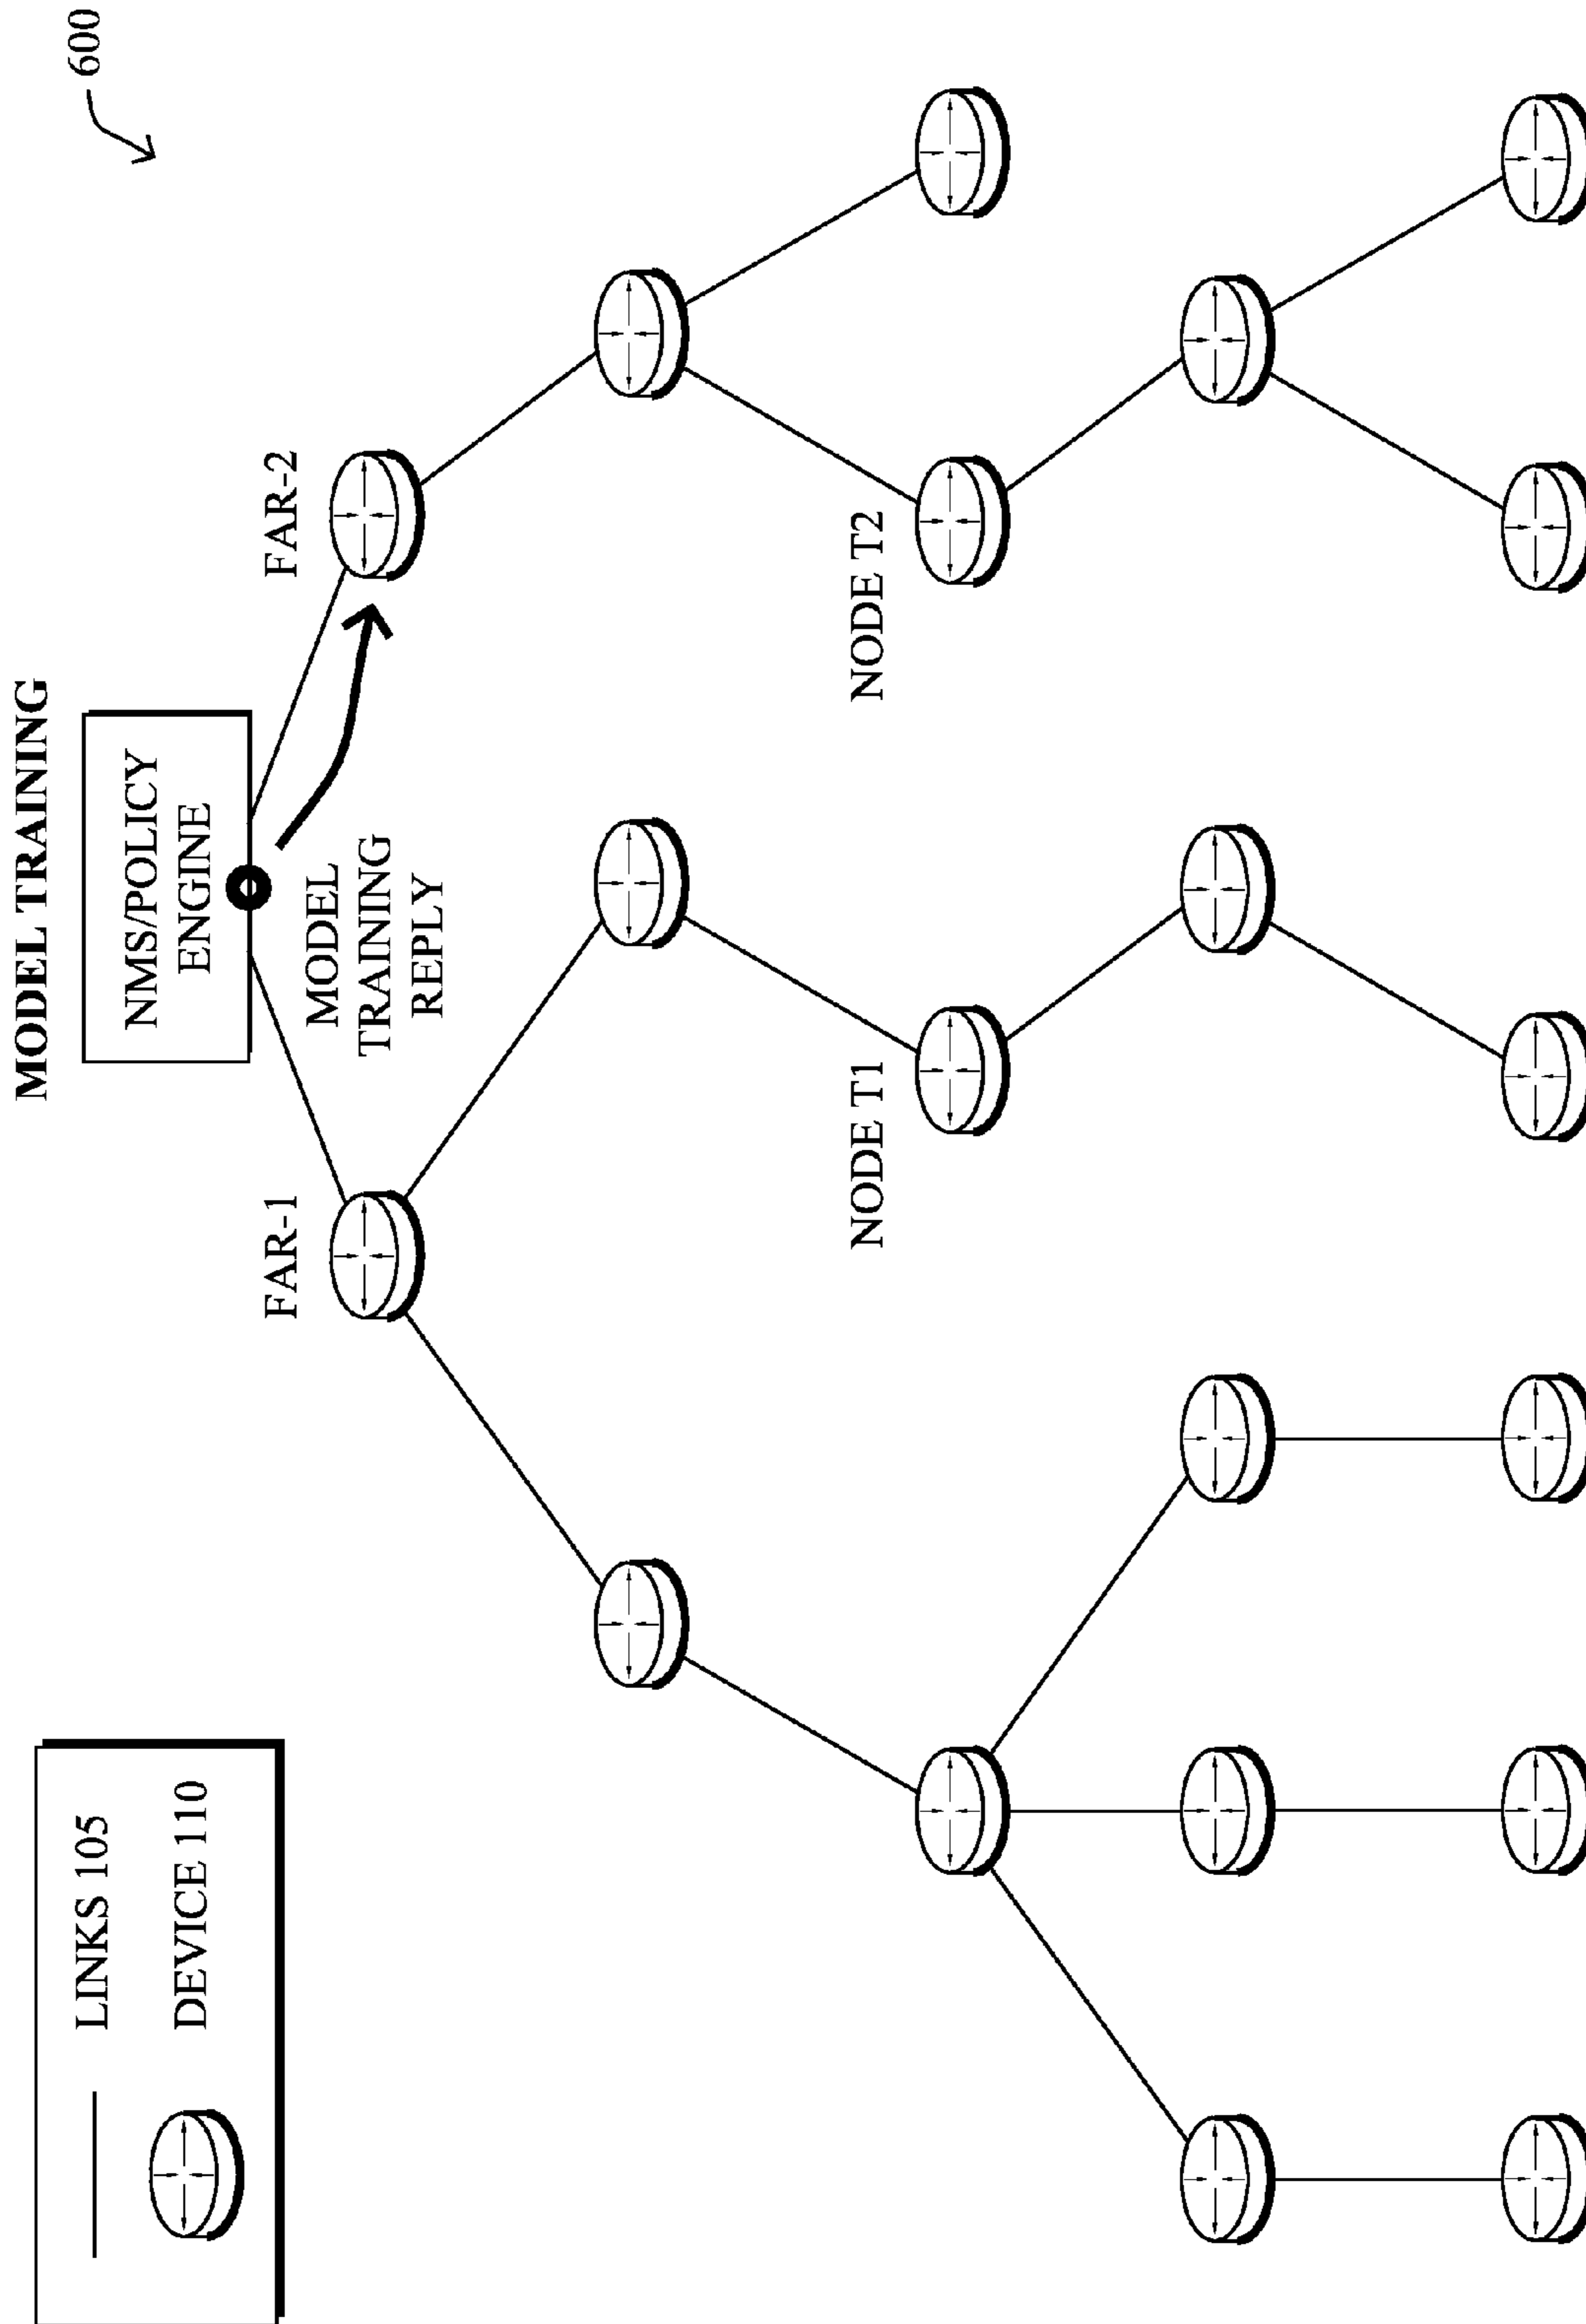 LINKS 105
DEVICE 110
MODEL TRAINING
600
NMS/POLICY
ENGINE
MODEL
TRAINING
REPLY
FAR-1
FAR-2
NODE T1
NODE T2